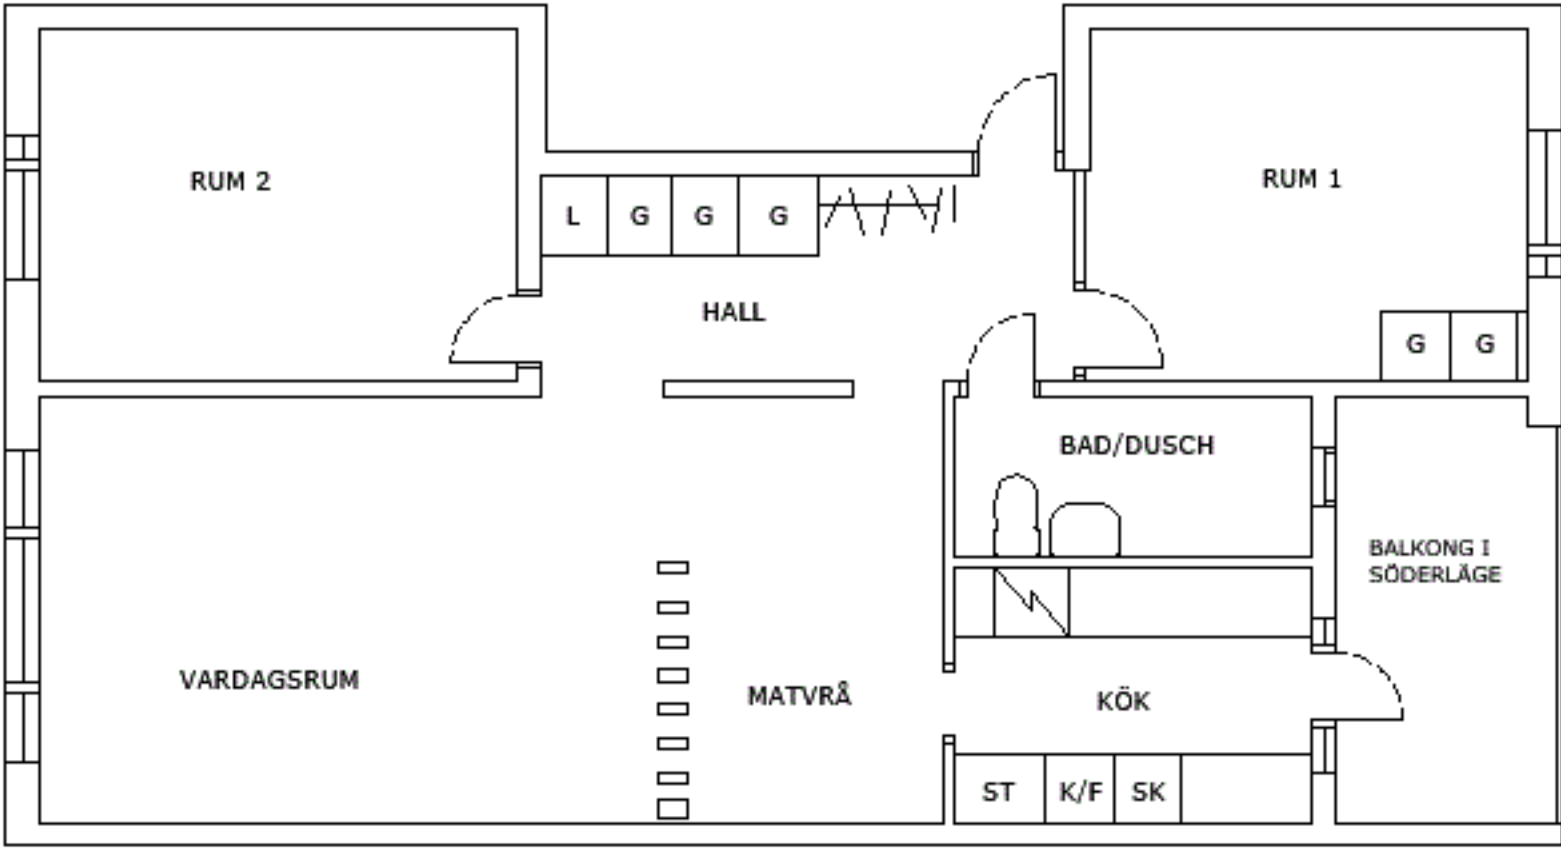 RUM 2
RUM 1
L G G G
HALL
G G
BAD/DUSCH
BALKONG I
SÖDERLÄGE
VARDAGSRUM
MATVRÅ
KÖK
ST K/F SK